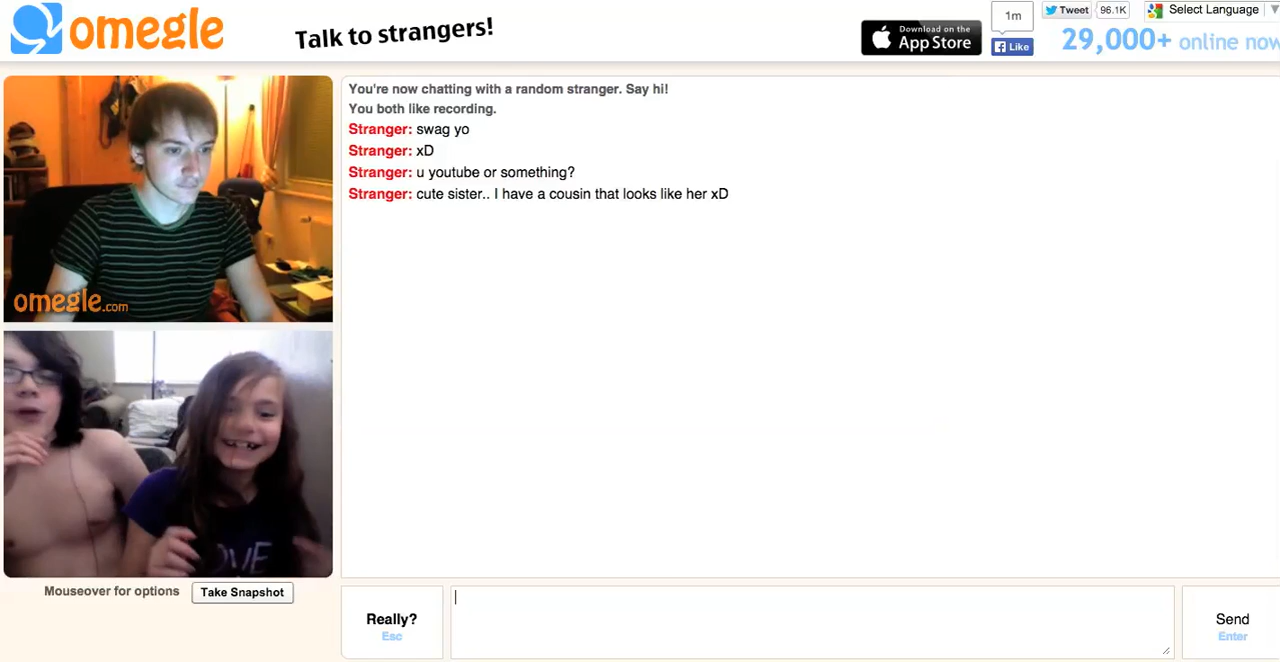 omegle
Talk to strangers!
Download on the
App Store
1m
Like
Tweet 96.1K
Select Language
29,000+ online now
You're now chatting with a random stranger. Say hi!
You both like recording.
Stranger: swag yo
Stranger: xD
Stranger: u youtube or something?
Stranger: cute sister.. I have a cousin that looks like her xD
omegle.com
Mouseover for options
Take Snapshot
Really?
Esc
Send
Enter